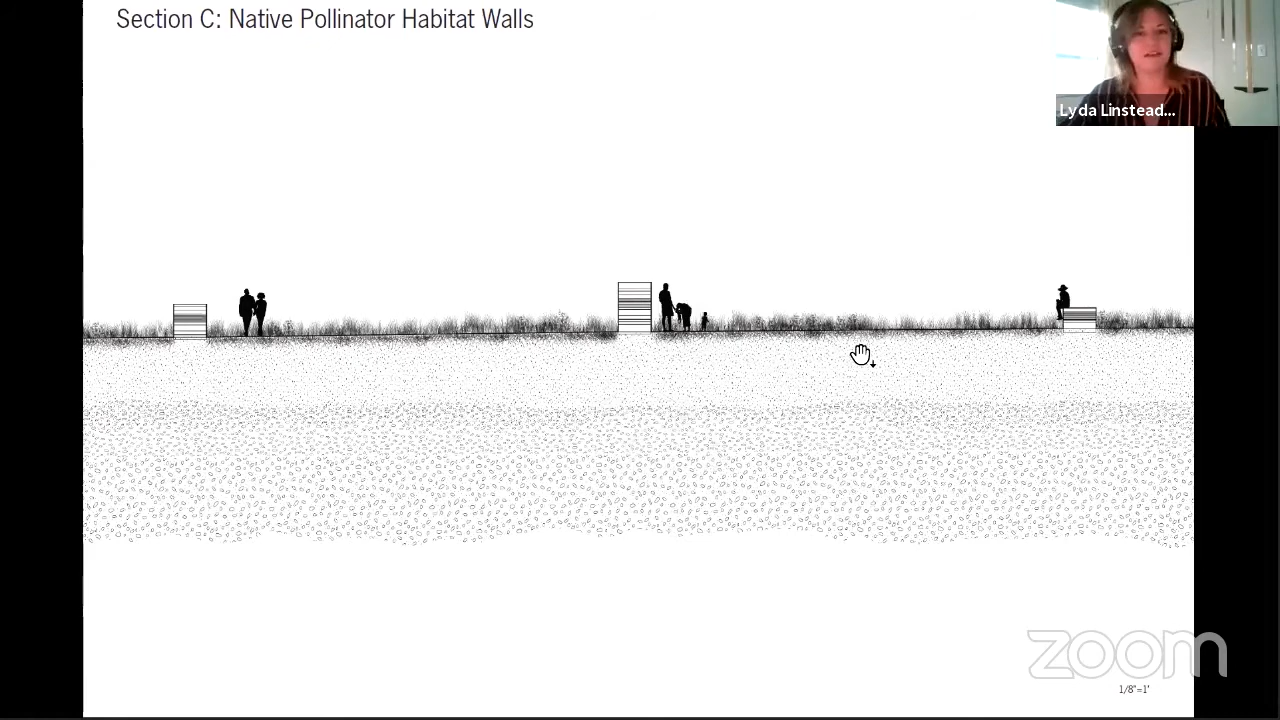 Section C: Native Pollinator Habitat Walls
Lyda Linstead...
zoom
1/8"=1'